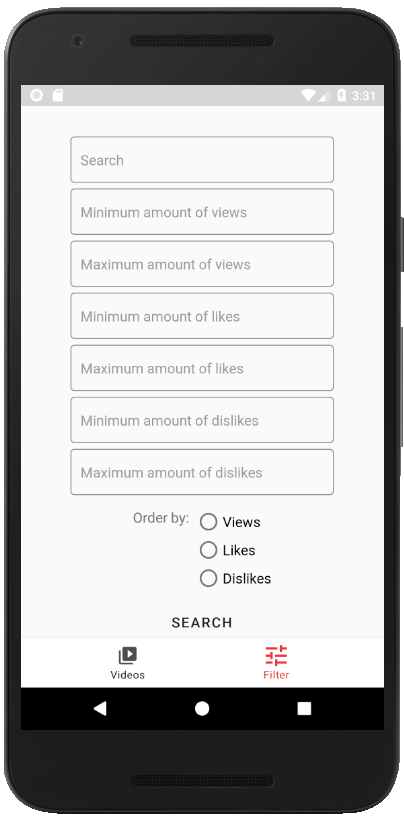 3:31
Search
Minimum amount of views
Maximum amount of views
Minimum amount of likes
Maximum amount of likes
Minimum amount of dislikes
Maximum amount of dislikes
Order by:
Views
Likes
Dislikes
SEARCH
Videos
Filter